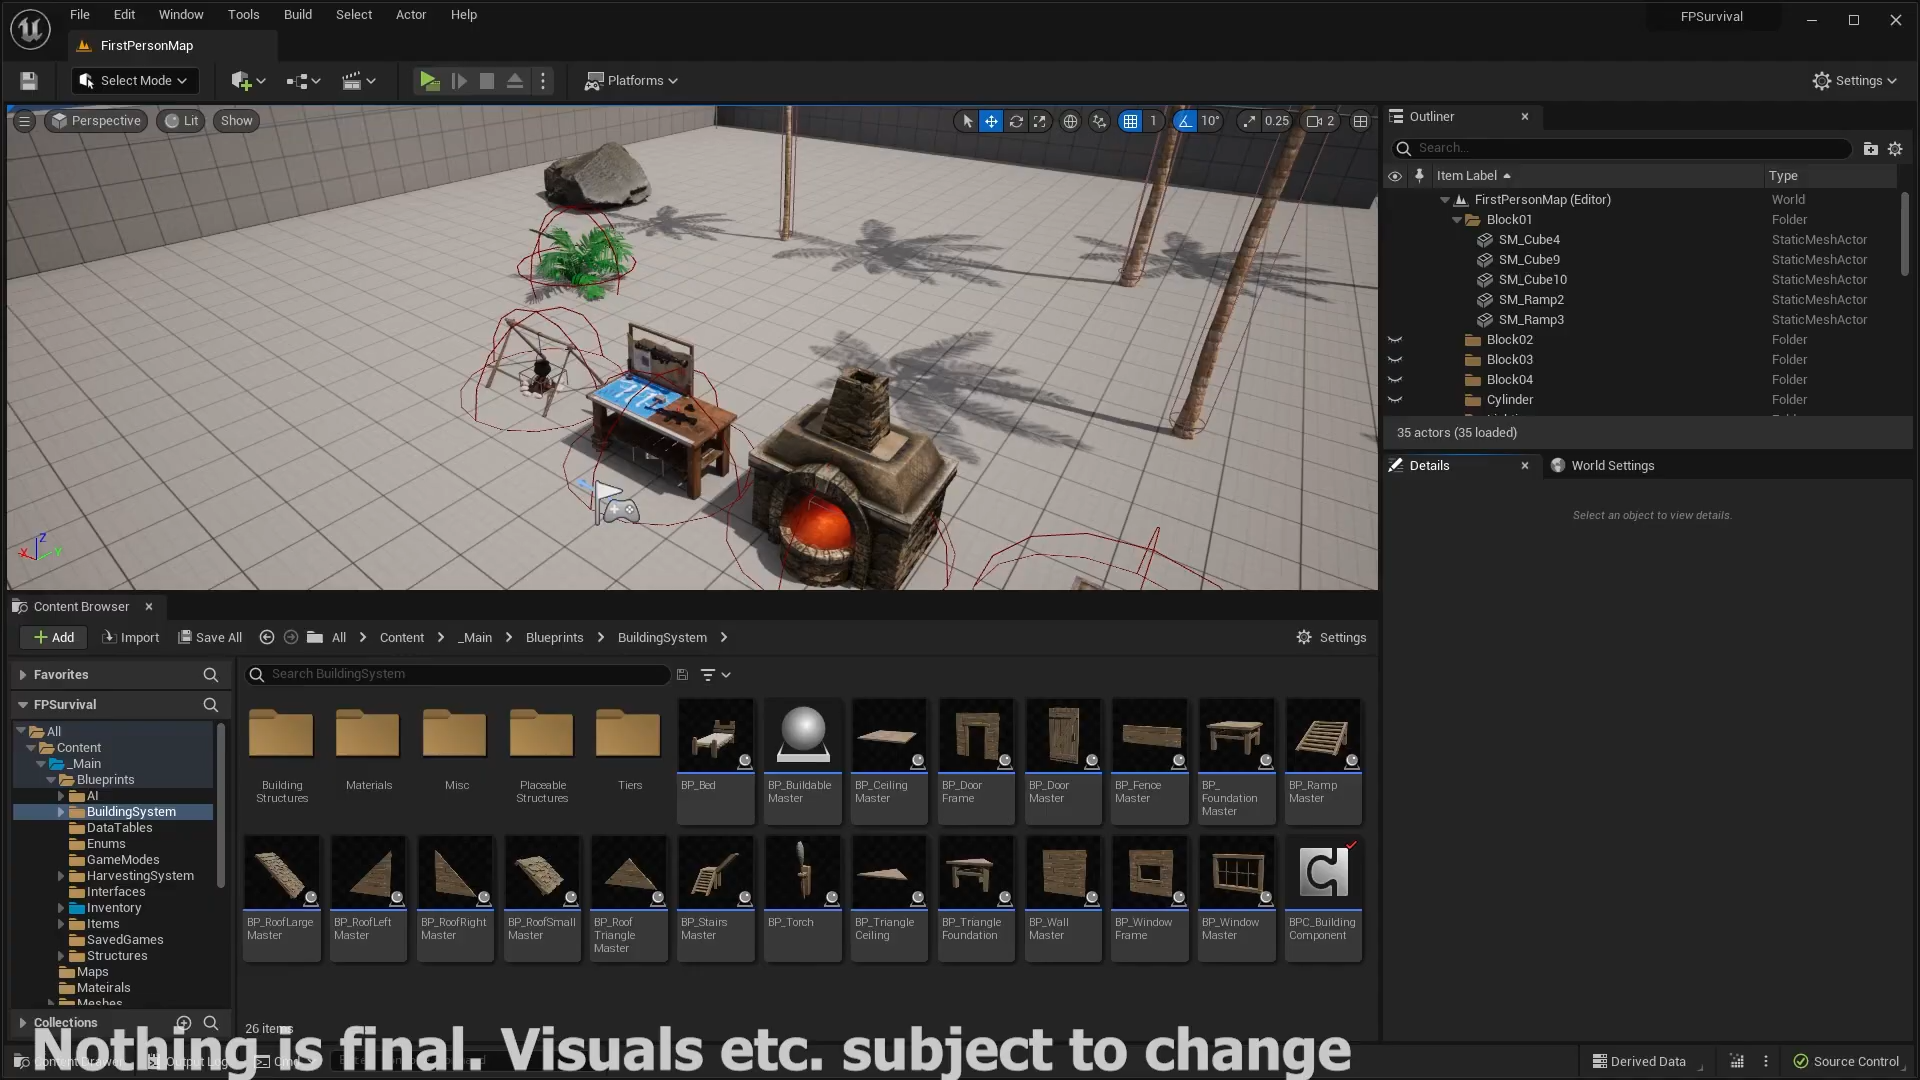 File Edit Window Tools Build Select Actor Help
FPSurvival
FirstPersonMap
Select Mode
Platforms
Settings
Perspective Lit Show
1 10° 0.25 2
Outliner
Search...
Item Label Type
FirstPersonMap (Editor) World
Block01 Folder
SM_Cube4 StaticMeshActor
SM_Cube9 StaticMeshActor
SM_Cube10 StaticMeshActor
SM_Ramp2 StaticMeshActor
SM_Ramp3 StaticMeshActor
Block02 Folder
Block03 Folder
Block04 Folder
Cylinder Folder
35 actors (35 loaded)
Details
World Settings
Select an object to view details.
Z
X Y
Content Browser
Add Import Save All All Content _Main Blueprints BuildingSystem
Settings
Favorites
FPSurvival
All
Content
_Main
Blueprints
AI
BuildingSystem
DataTables
Enums
GameModes
HarvestingSystem
Interfaces
Inventory
Items
SavedGames
Structures
Maps
Mateirals
Meshes
Collections
Search BuildingSystem
Building Structures
Materials
Misc
Placeable Structures
Tiers
BP_Bed
BP_Buildable Master
BP_Ceiling Master
BP_Door Frame
BP_Door Master
BP_Fence Master
BP_ Foundation Master
BP_Ramp Master
BP_RoofLarge Master
BP_RoofLeft Master
BP_RoofRight Master
BP_RoofSmall Master
BP_Roof Triangle Master
BP_Stairs Master
BP_Torch
BP_Triangle Ceiling
BP_Triangle Foundation
BP_Wall Master
BP_Window Frame
BP_Window Master
BPC_Building Component
26 items
Nothing is final. Visuals etc. subject to change
Derived Data
Source Control